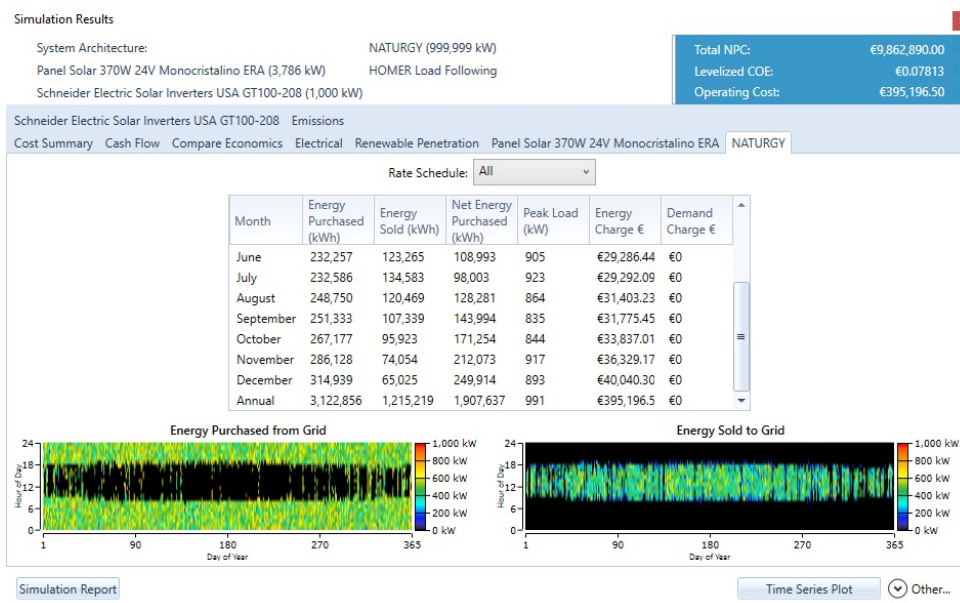 Simulation Results
System Architecture:
NATURGY (999,999 kW)
Total NPC:
€9,862,890.00
Panel Solar 370W 24V Monocristalino ERA (3,786 kW)
HOMER Load Following
Levelized COE:
€0.07813
Schneider Electric Solar Inverters USA GT100-208 (1,000 kW)
Operating Cost:
€395,196.50
Schneider Electric Solar Inverters USA GT100-208 Emissions
Cost Summary Cash Flow Compare Economics Electrical Renewable Penetration Panel Solar 370W 24V Monocristalino ERA NATURGY
Rate Schedule: All
Month Energy Purchased (kWh) Energy Sold (kWh) Net Energy Purchased (kWh) Peak Load (kW) Energy Charge € Demand Charge €
June 232,257 123,265 108,993 905 €29,286.44 €0
July 232,586 134,583 98,003 923 €29,292.09 €0
August 248,750 120,469 128,281 864 €31,403.23 €0
September 251,333 107,339 143,994 835 €31,775.45 €0
October 267,177 95,923 171,254 844 €33,837.01 €0
November 286,128 74,054 212,073 917 €36,329.17 €0
December 314,939 65,025 249,914 893 €40,040.30 €0
Annual 3,122,856 1,215,219 1,907,637 991 €395,196.5 €0
Energy Purchased from Grid
24
18
12
6
0
Hour of Day
1 90 180 270 365
Day of Year
1,000 kW
800 kW
600 kW
400 kW
200 kW
0 kW
Energy Sold to Grid
24
18
12
6
0
Hour of Day
1 90 180 270 365
Day of Year
1,000 kW
800 kW
600 kW
400 kW
200 kW
0 kW
Simulation Report
Time Series Plot
Other...